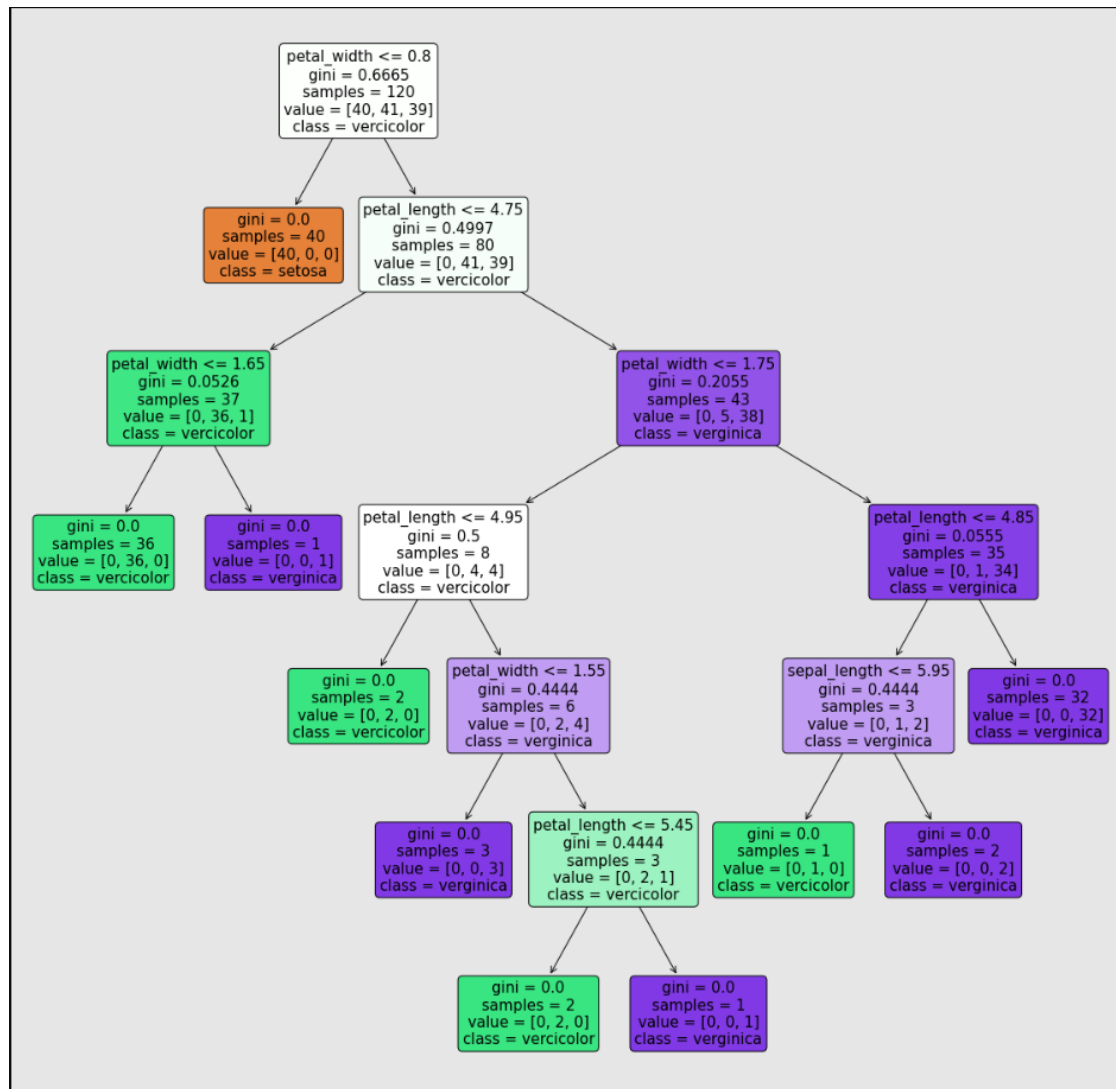 petal_width <= 0.8
gini = 0.6665
samples = 120
value = [40, 41, 39]
class = vercicolor
gini = 0.0
samples = 40
value = [40, 0, 0]
class = setosa
petal_length <= 4.75
gini = 0.4997
samples = 80
value = [0, 41, 39]
class = vercicolor
petal_width <= 1.65
gini = 0.0526
samples = 37
value = [0, 36, 1]
class = vercicolor
petal_width <= 1.75
gini = 0.2055
samples = 43
value = [0, 5, 38]
class = verginica
gini = 0.0
samples = 36
value = [0, 36, 0]
class = vercicolor
gini = 0.0
samples = 1
value = [0, 0, 1]
class = verginica
petal_length <= 4.95
gini = 0.5
samples = 8
value = [0, 4, 4]
class = vercicolor
petal_length <= 4.85
gini = 0.0555
samples = 35
value = [0, 1, 34]
class = verginica
gini = 0.0
samples = 2
value = [0, 2, 0]
class = vercicolor
petal_width <= 1.55
gini = 0.4444
samples = 6
value = [0, 2, 4]
class = verginica
sepal_length <= 5.95
gini = 0.4444
samples = 3
value = [0, 1, 2]
class = verginica
gini = 0.0
samples = 32
value = [0, 0, 32]
class = verginica
gini = 0.0
samples = 3
value = [0, 0, 3]
class = verginica
petal_length <= 5.45
gini = 0.4444
samples = 3
value = [0, 2, 1]
class = vercicolor
gini = 0.0
samples = 1
value = [0, 1, 0]
class = vercicolor
gini = 0.0
samples = 2
value = [0, 0, 2]
class = verginica
gini = 0.0
samples = 2
value = [0, 2, 0]
class = vercicolor
gini = 0.0
samples = 1
value = [0, 0, 1]
class = verginica